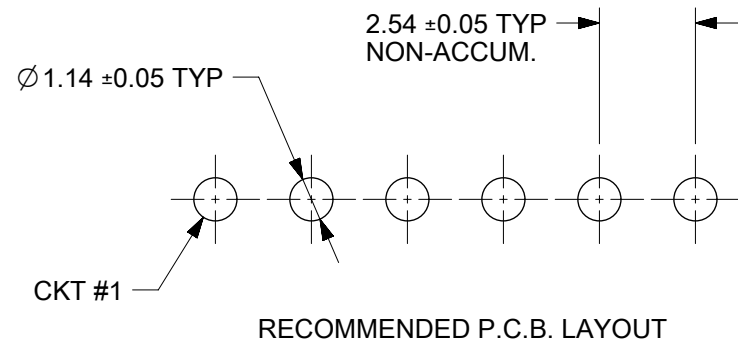 2.54 ±0.05 TYP
NON-ACCUM.
∅1.14 ±0.05 TYP
CKT #1
RECOMMENDED P.C.B. LAYOUT